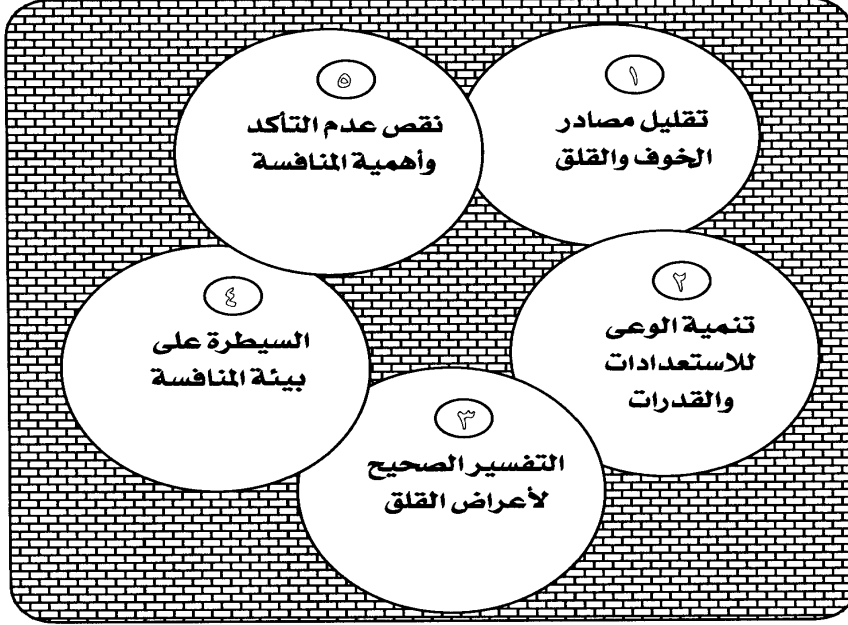 ١
تقليل مصادر
الخوف والقلق
٢
تنمية الوعى
للاستعدادات
والقدرات
٣
التفسير الصحيح
لأعراض القلق
٤
السيطرة على
بيئة المنافسة
٥
نقص عدم التأكد
وأهمية المنافسة